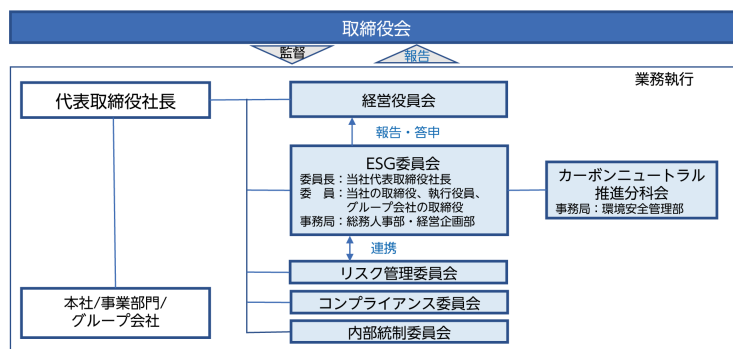 取締役会
監督
報告
業務執行
代表取締役社長
経営役員会
報告・答申
ESG委員会
委員長：当社代表取締役社長
委　員：当社の取締役、執行役員、
グループ会社の取締役
事務局：総務人事部・経営企画部
カーボンニュートラル
推進分科会
事務局：環境安全管理部
連携
リスク管理委員会
本社/事業部門/
グループ会社
コンプライアンス委員会
内部統制委員会